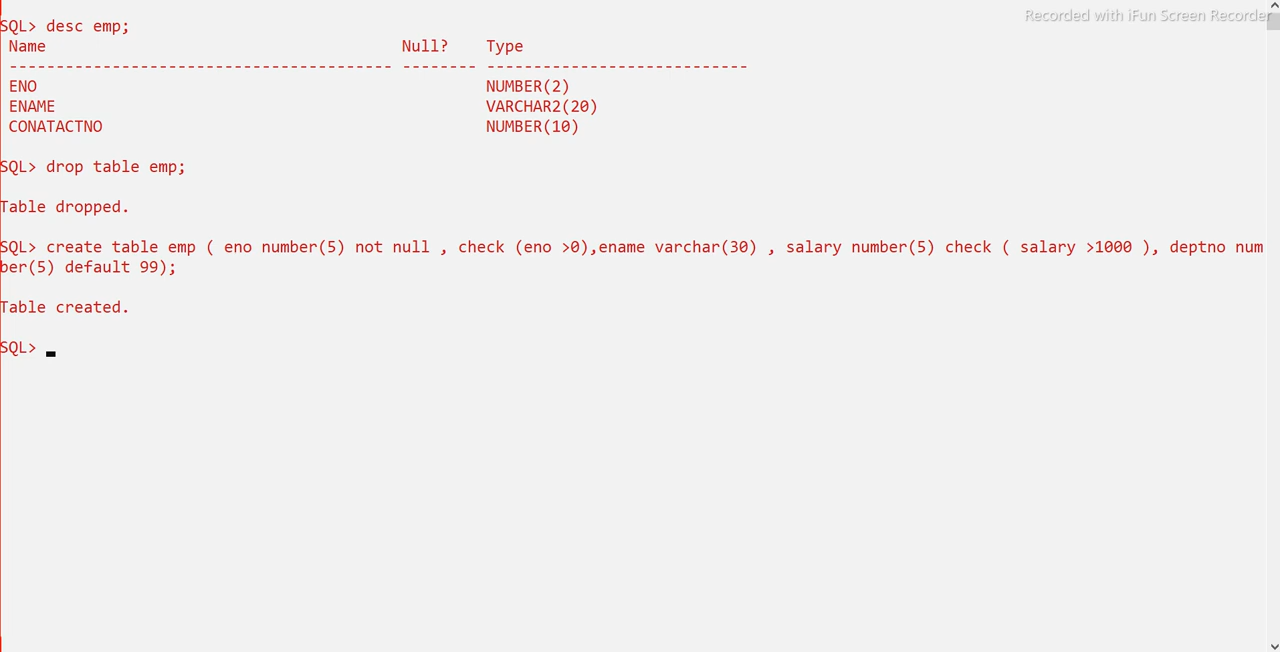 Recorded with iFun Screen Recorder
SQL> desc emp;
Name Null? Type
----------------------------------------- -------- ----------------------------
ENO NUMBER(2)
ENAME VARCHAR2(20)
CONATACTNO NUMBER(10)
SQL> drop table emp;
Table dropped.
SQL> create table emp ( eno number(5) not null , check (eno >0),ename varchar(30) , salary number(5) check ( salary >1000 ), deptno num
ber(5) default 99);
Table created.
SQL>